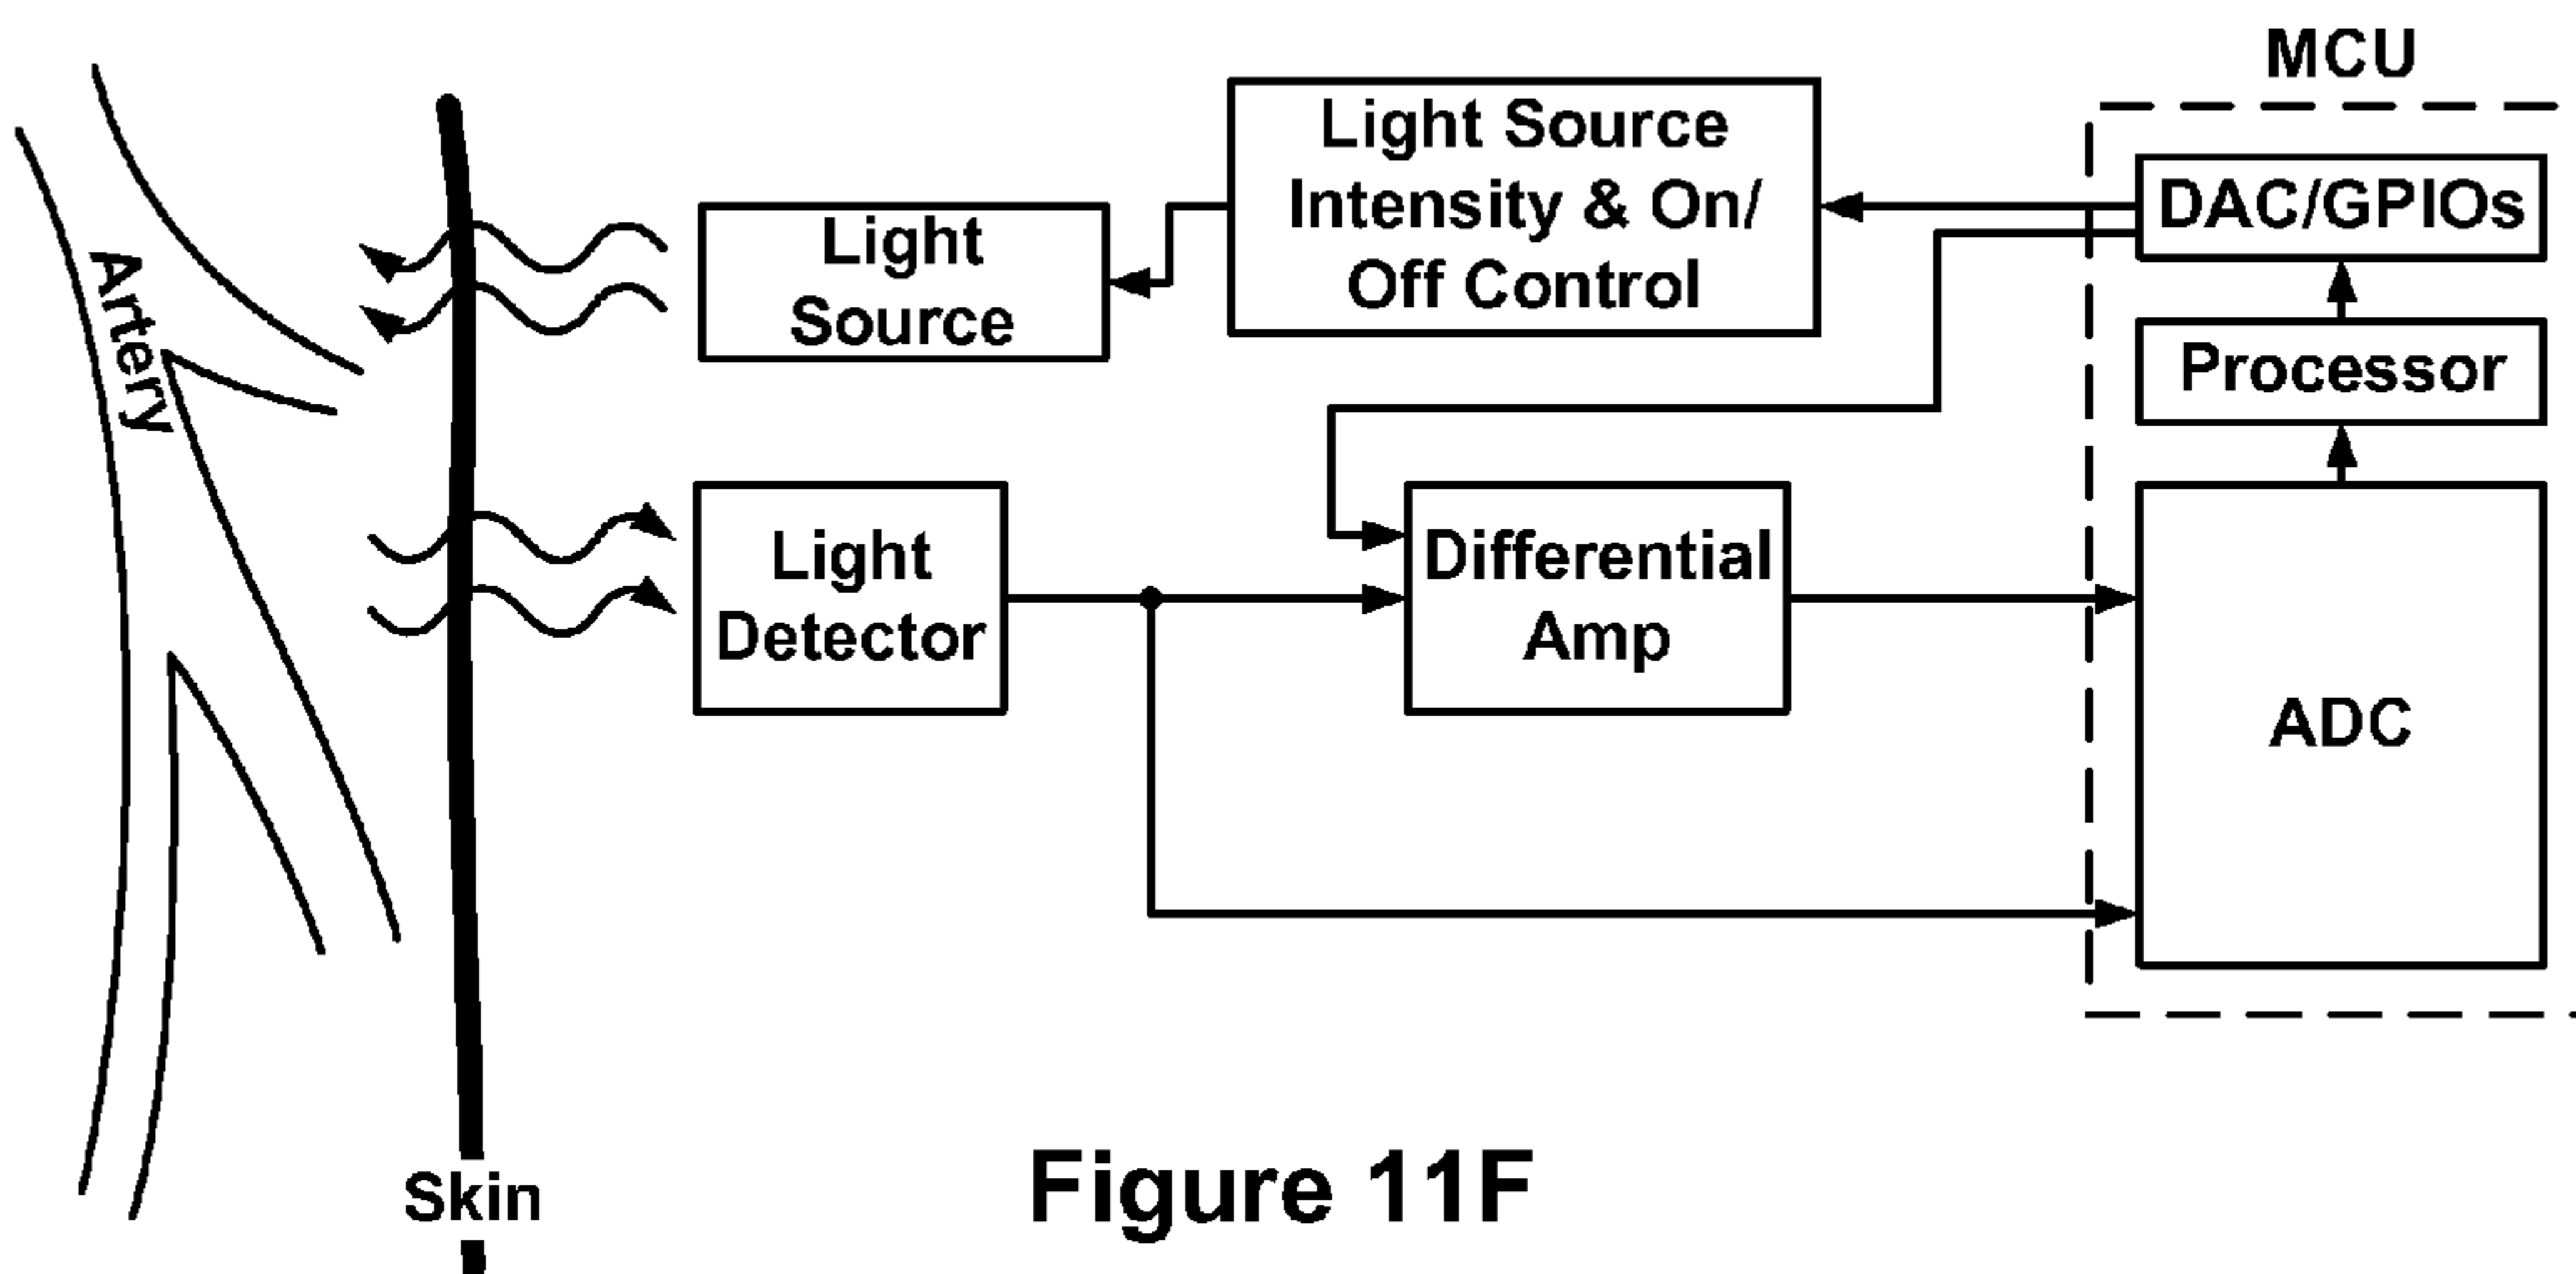 MCU
Light Source
Intensity & On/
Off Control
DAC/GPIOs
Light
Source
Processor
Artery
Light
Detector
Differential
Amp
ADC
Skin
Figure 11F